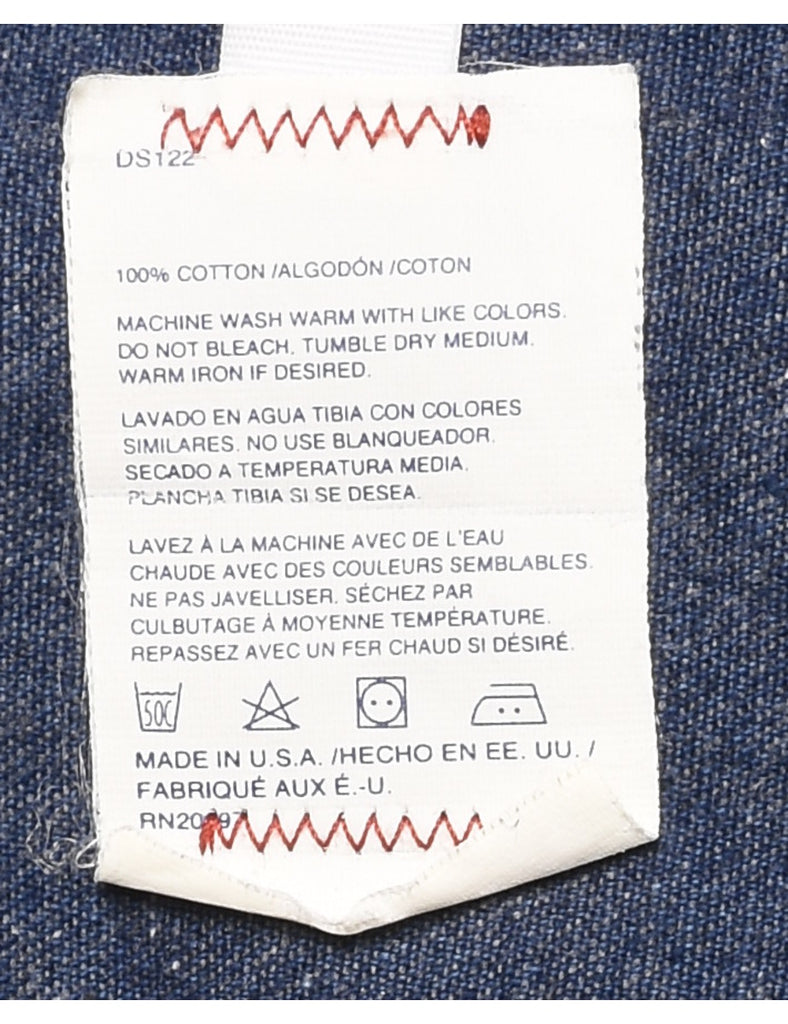 DS122
100% COTTON /ALGODÓN /COTON
MACHINE WASH WARM WITH LIKE COLORS.
DO NOT BLEACH. TUMBLE DRY MEDIUM.
WARM IRON IF DESIRED.
LAVADO EN AGUA TIBIA CON COLORES
SIMILARES. NO USE BLANQUEADOR.
SECADO A TEMPERATURA MEDIA.
PLANCHA TIBIA SI SE DESEA.
LAVEZ À LA MACHINE AVEC DE L'EAU
CHAUDE AVEC DES COULEURS SEMBLABLES.
NE PAS JAVELLISER. SÉCHEZ PAR
CULBUTAGE À MOYENNE TEMPÉRATURE.
REPASSEZ AVEC UN FER CHAUD SI DÉSIRÉ.
50C
MADE IN U.S.A. /HECHO EN EE. UU. /
FABRIQUÉ AUX É.-U.